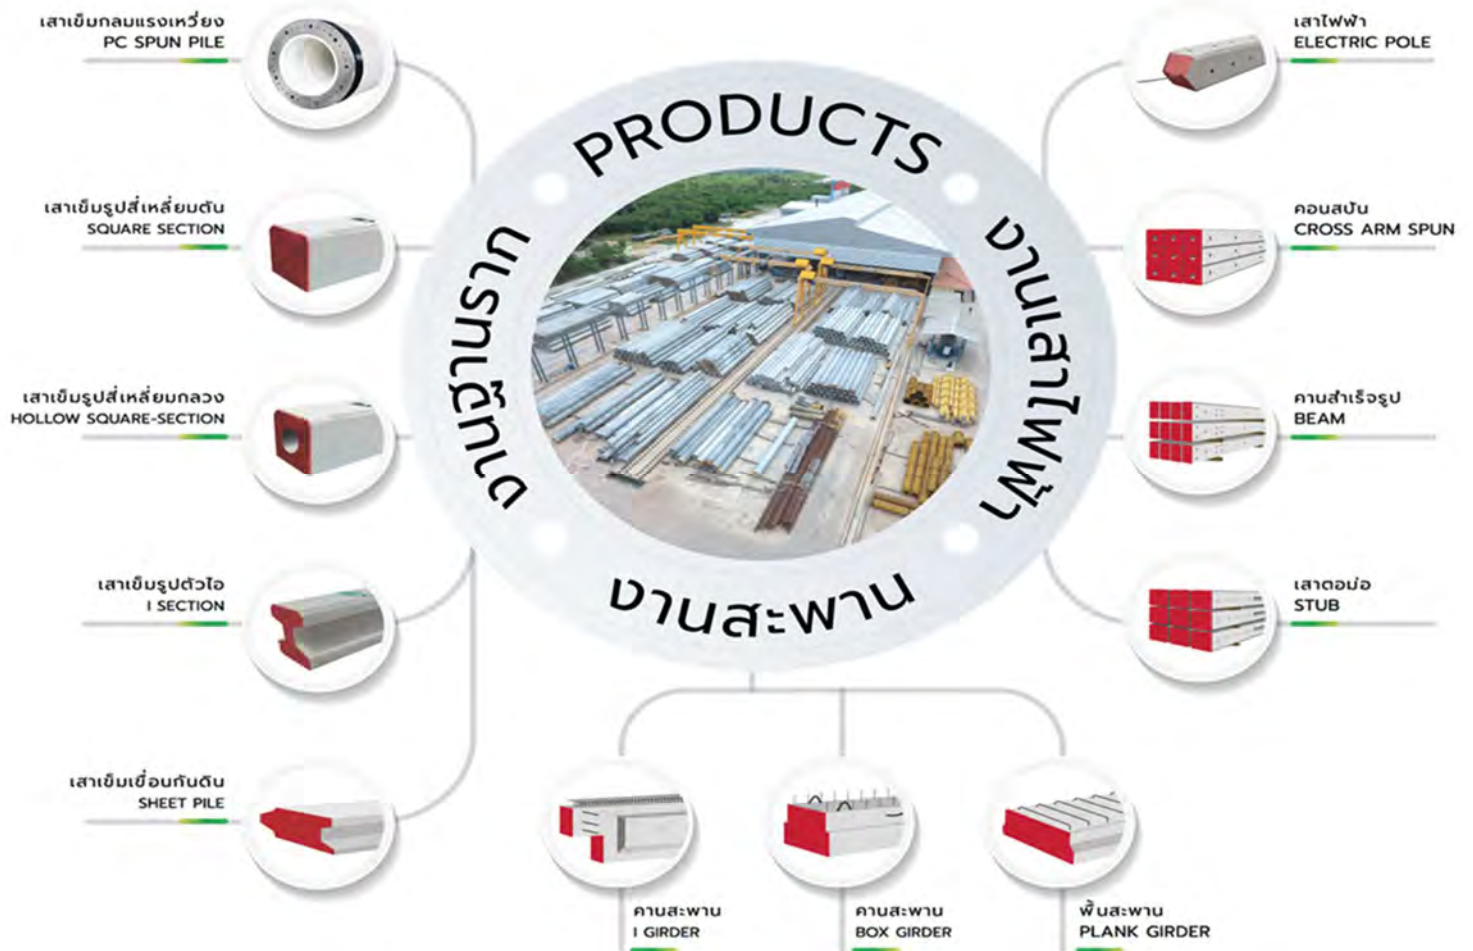 เสาเข็มกลมแรงเหวี่ยง
PC SPUN PILE
เสาเข็มรูปสี่เหลี่ยมตัน
SQUARE SECTION
เสาเข็มรูปสี่เหลี่ยมกลวง
HOLLOW SQUARE-SECTION
เสาเข็มรูปตัวไอ
I SECTION
เสาเข็มเขื่อนกันดิน
SHEET PILE
PRODUCTS
งานฐานราก
งานเสาไฟฟ้า
งานสะพาน
เสาไฟฟ้า
ELECTRIC POLE
คอนสปัน
CROSS ARM SPUN
คานสำเร็จรูป
BEAM
เสาตอม่อ
STUB
คานสะพาน
I GIRDER
คานสะพาน
BOX GIRDER
พื้นสะพาน
PLANK GIRDER